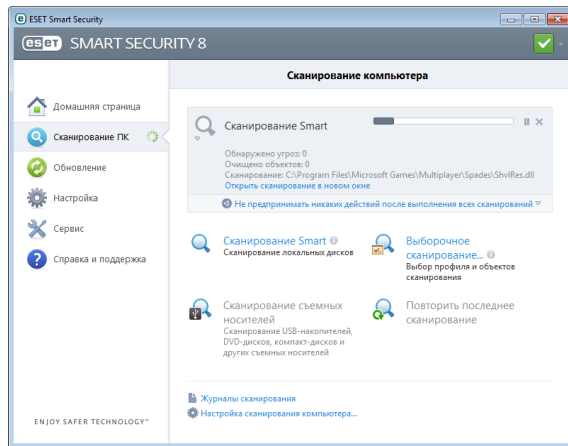 ESET Smart Security
eset SMART SECURITY 8
Сканирование компьютера
Домашняя страница
Сканирование ПК
Обновление
Настройка
Сервис
Справка и поддержка
Сканирование Smart
Обнаружено угроз: 0
Очищено объектов: 0
Сканирование: C:\Program Files\Microsoft Games\Multiplayer\Spades\ShvlRes.dll
Открыть сканирование в новом окне
Не предпринимать никаких действий после выполнения всех сканирований
Сканирование Smart
Сканирование локальных дисков
Выборочное
сканирование...
Выбор профиля и объектов
сканирования
Сканирование съемных
носителей
Сканирование USB-накопителей,
DVD-дисков, компакт-дисков и
других съемных носителей
Повторить последнее
сканирование
Журналы сканирования
Настройка сканирования компьютера...
ENJOY SAFER TECHNOLOGY™